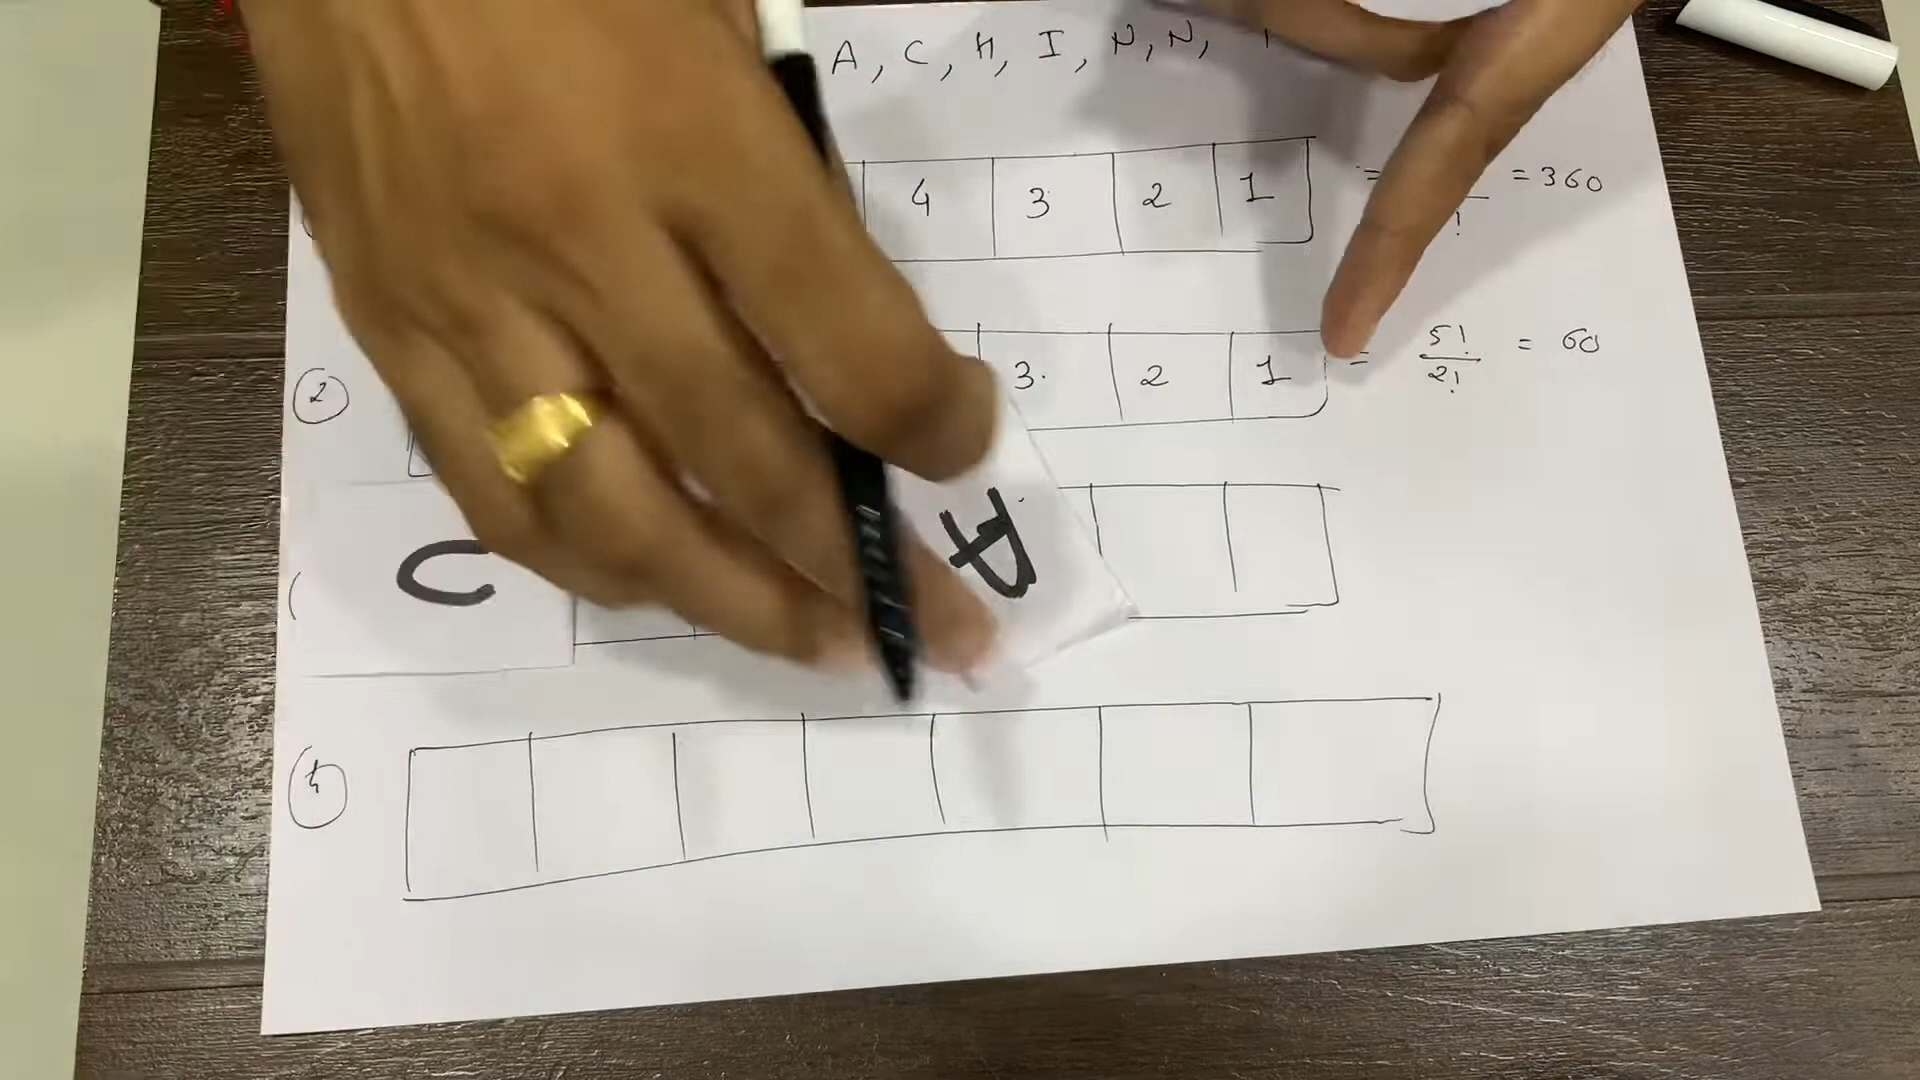 A, C, H, I, N, N,
4 3 2 1 = ! = 360
2 3 2 1 = 5!/2! = 60
C A
4